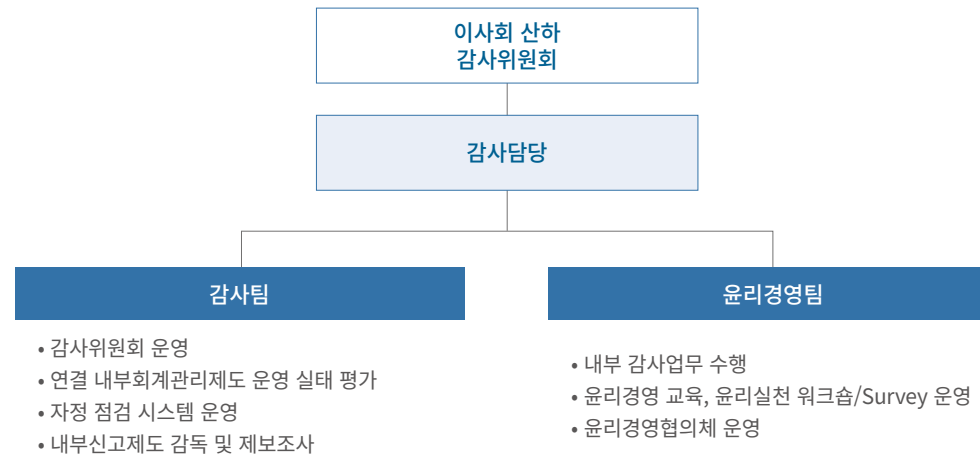 이사회 산하
감사위원회
감사담당
감사팀
• 감사위원회 운영
• 연결 내부회계관리제도 운영 실태 평가
• 자정 점검 시스템 운영
• 내부신고제도 감독 및 제보조사
윤리경영팀
• 내부 감사업무 수행
• 윤리경영 교육, 윤리실천 워크숍/Survey 운영
• 윤리경영협의체 운영